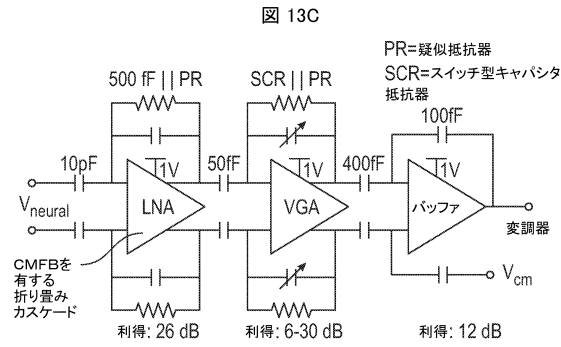 図 13C
PR=疑似抵抗器
SCR=スイッチ型キャパシタ
抵抗器
500 fF || PR
SCR || PR
100fF
10pF
50fF
400fF
1V
1V
1V
Vneural
LNA
VGA
バッファ
変調器
CMFBを
有する
折り畳み
カスケード
Vcm
利得: 26 dB
利得: 6-30 dB
利得: 12 dB